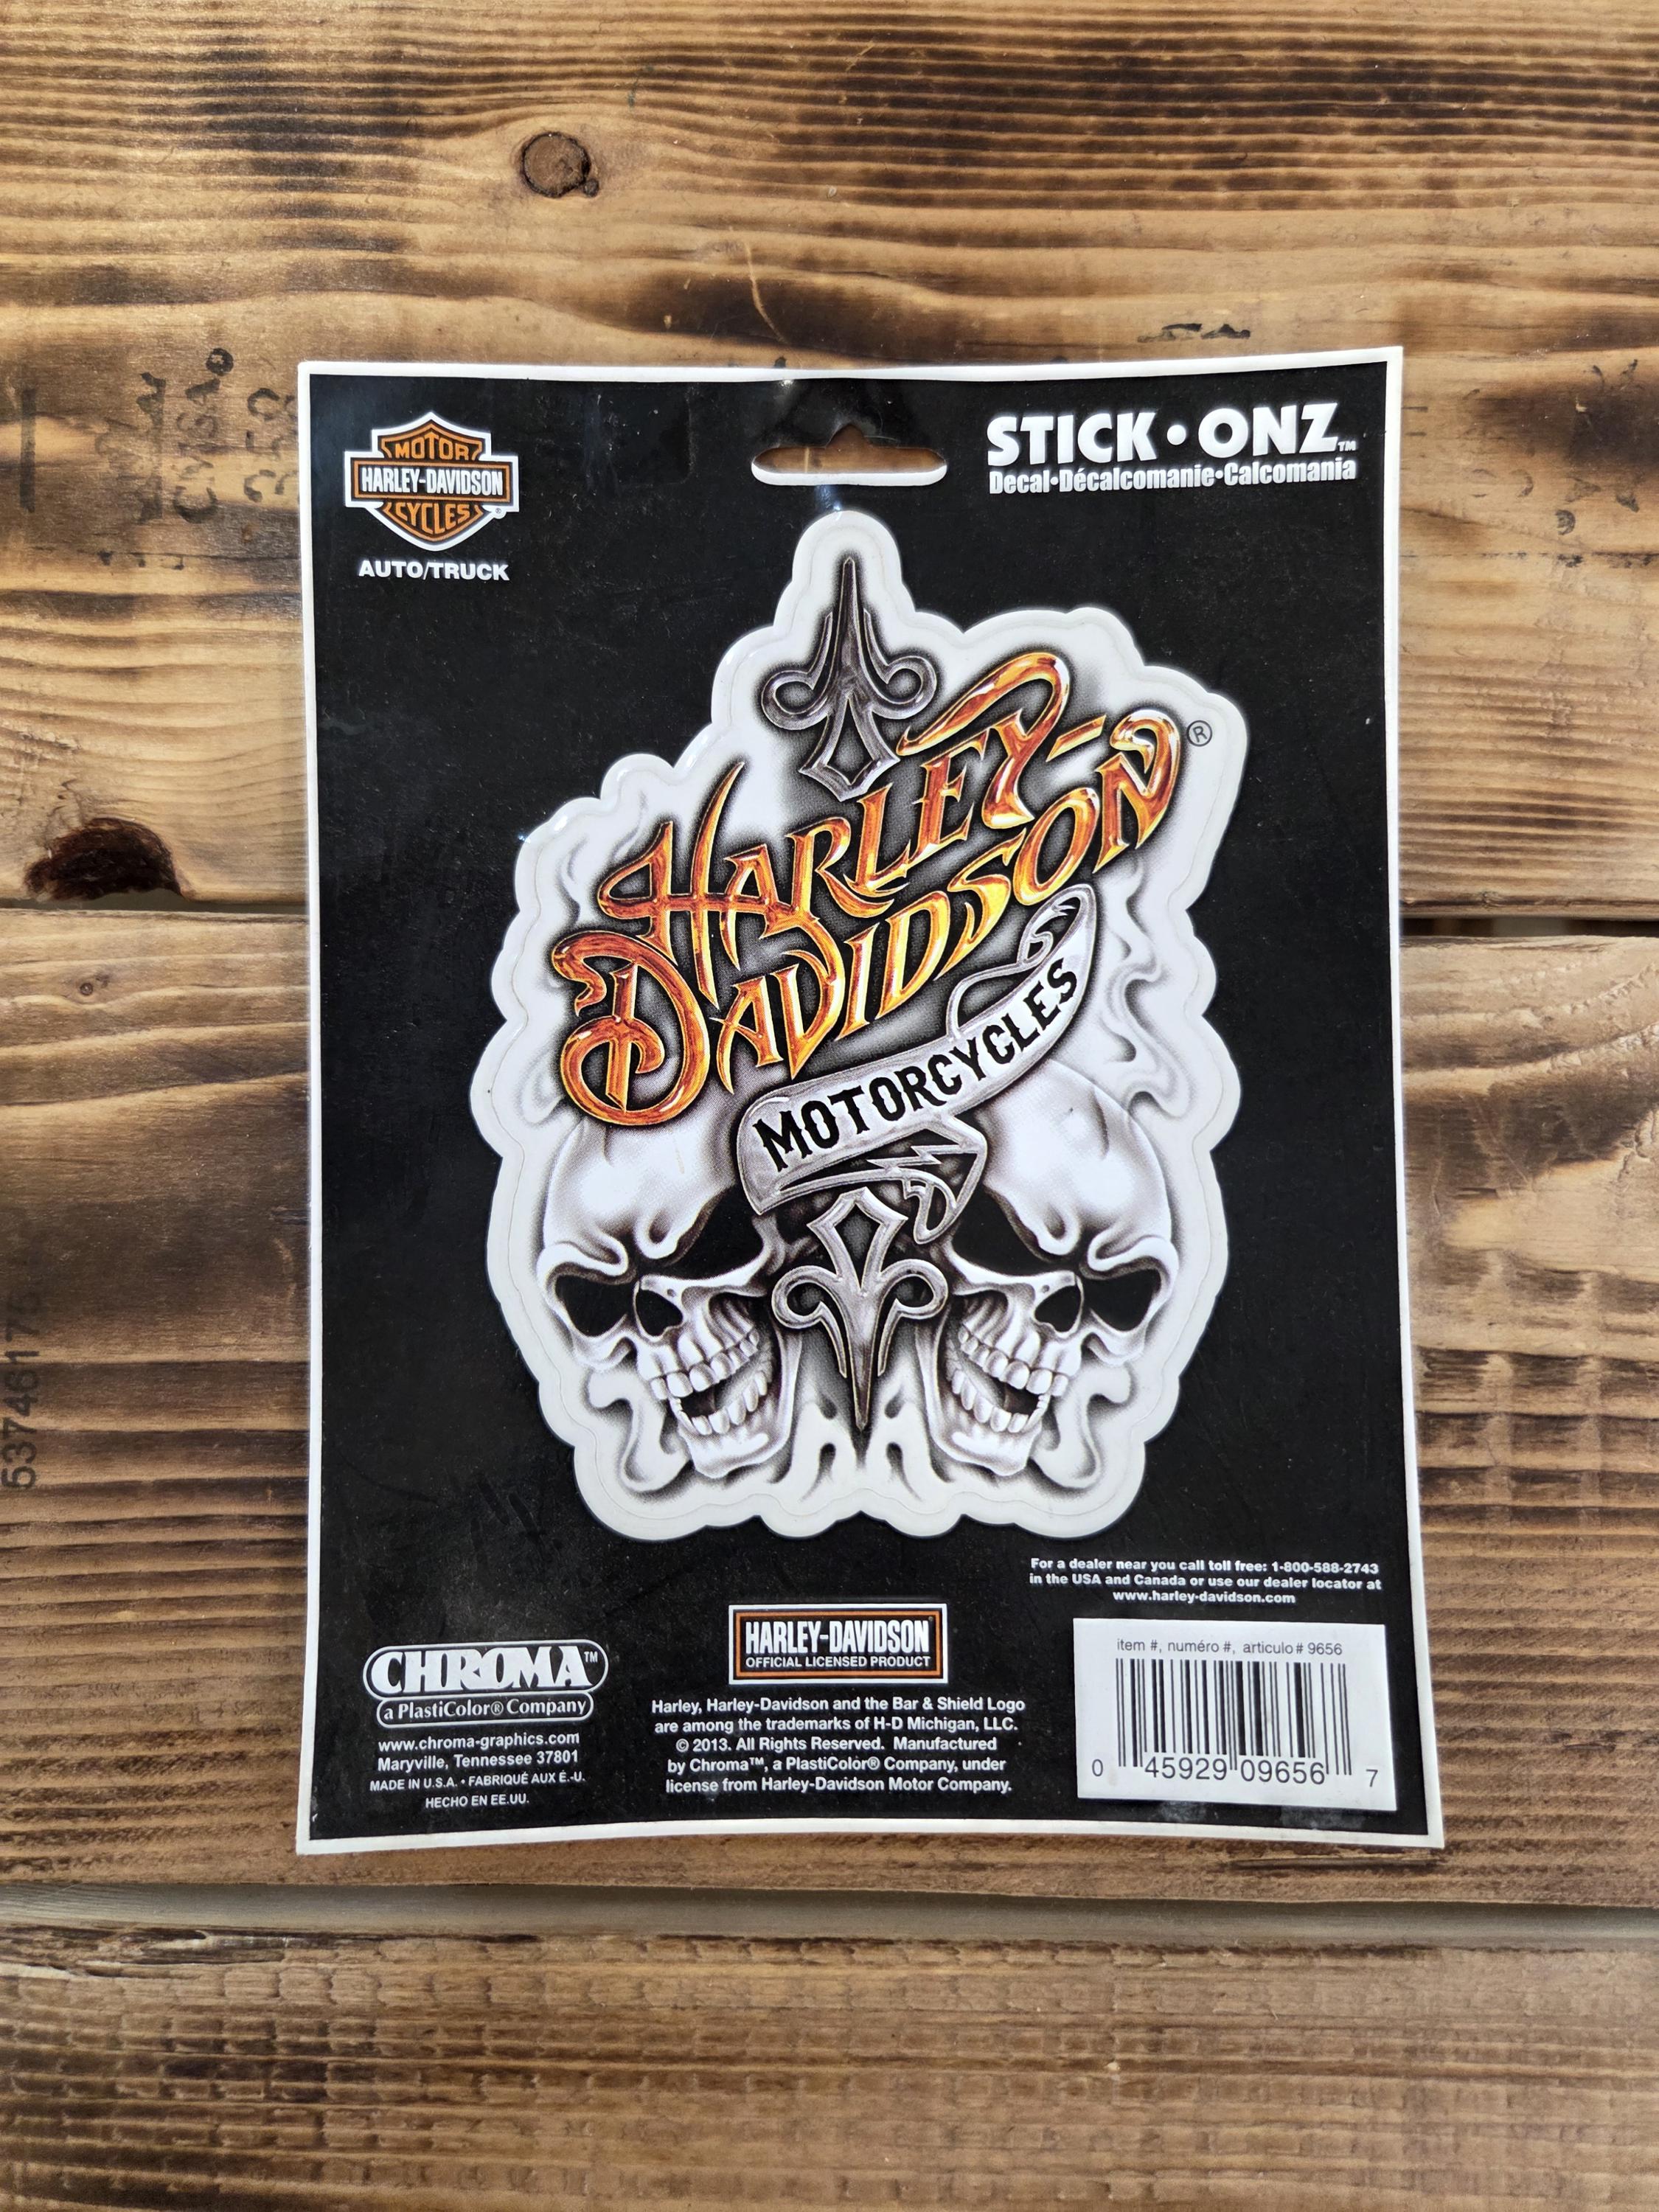 MOTOR
HARLEY-DAVIDSON
CYCLES
®
AUTO/TRUCK
STICK • ONZ™
Decal•Décalcomanie•Calcomania
HARLEY-
DAVIDSON
®
MOTORCYCLES
For a dealer near you call toll free: 1-800-588-2743
in the USA and Canada or use our dealer locator at
www.harley-davidson.com
CHROMA™
a PlastiColor® Company
www.chroma-graphics.com
Maryville, Tennessee 37801
MADE IN U.S.A. • FABRIQUÉ AUX É.-U.
HECHO EN EE.UU.
HARLEY-DAVIDSON
OFFICIAL LICENSED PRODUCT
Harley, Harley-Davidson and the Bar & Shield Logo
are among the trademarks of H-D Michigan, LLC.
© 2013. All Rights Reserved. Manufactured
by Chroma™, a PlastiColor® Company, under
license from Harley-Davidson Motor Company.
item #, numéro #, articulo # 9656
0 45929 09656 7
53746175